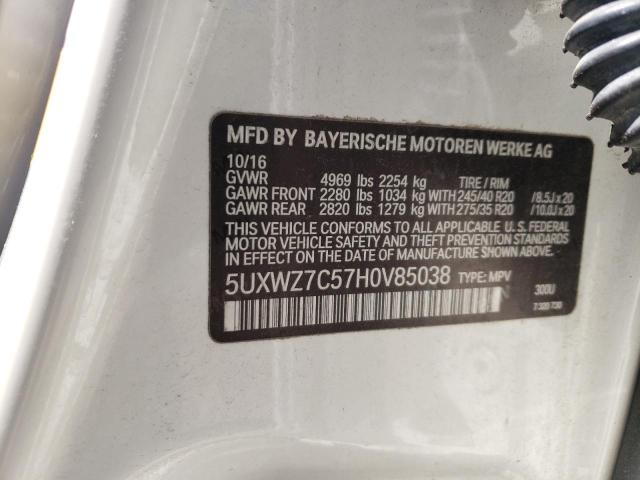 MFD BY BAYERISCHE MOTOREN WERKE AG
10/16
GVWR 4969 lbs 2254 kg TIRE / RIM
GAWR FRONT 2280 lbs 1034 kg WITH 245/40 R20 /8.5J x 20
GAWR REAR 2820 lbs 1279 kg WITH 275/35 R20 /10.0J x 20
THIS VEHICLE CONFORMS TO ALL APPLICABLE U. S. FEDERAL
MOTOR VEHICLE SAFETY AND THEFT PREVENTION STANDARDS
IN EFFECT ON THE DATE OF MANUFACTURE SHOWN ABOVE.
5UXWZ7C57H0V85038 TYPE: MPV
300U
7 320 730